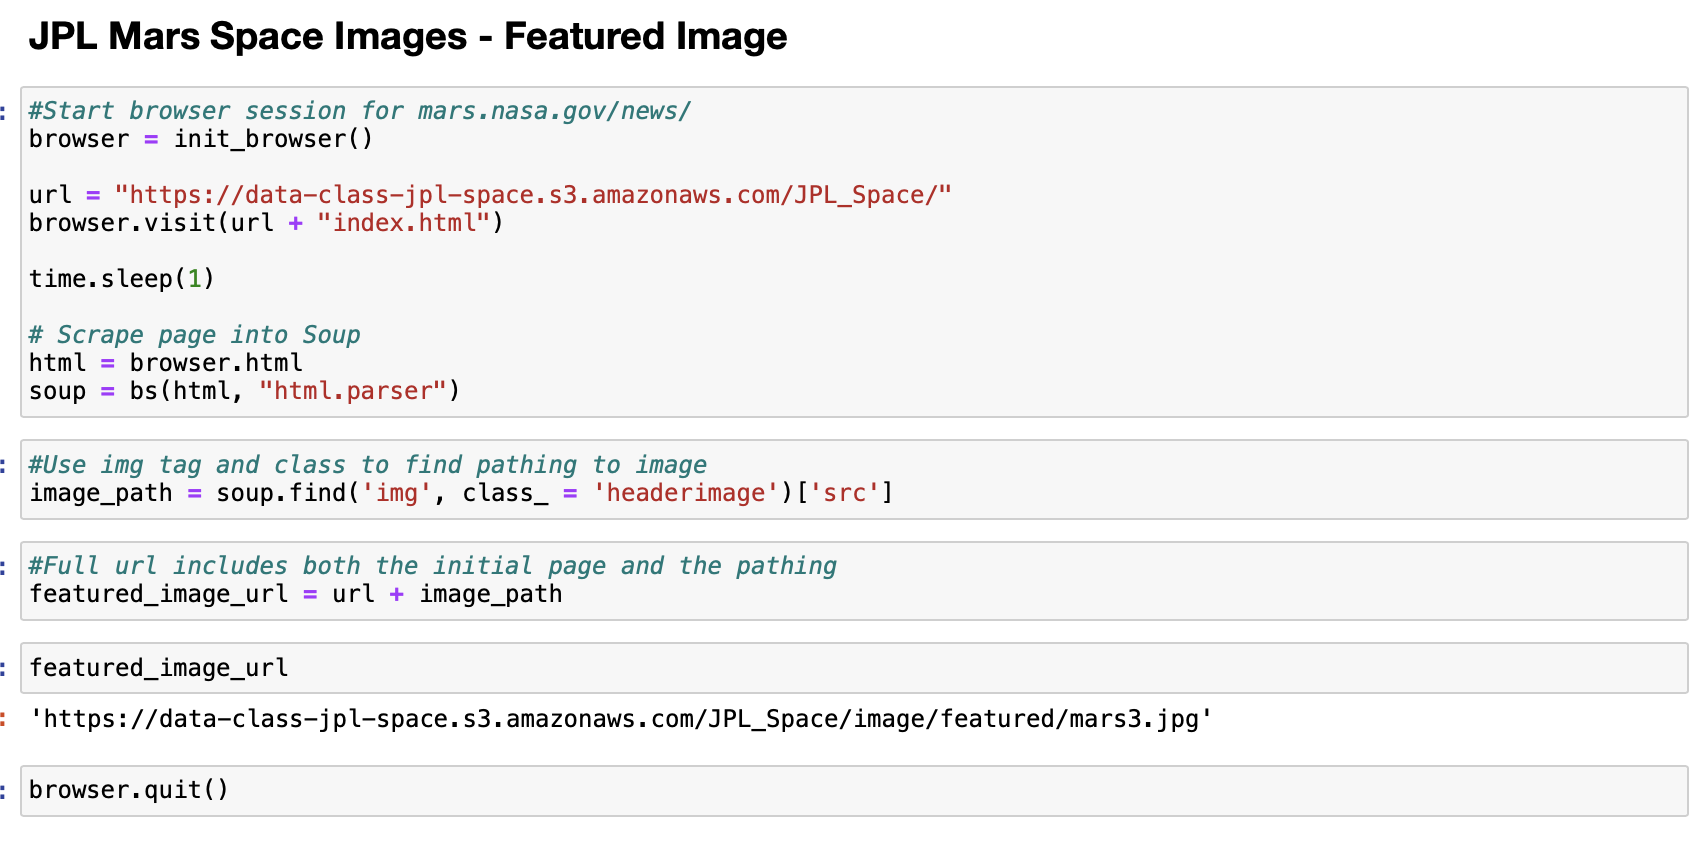 JPL Mars Space Images - Featured Image
#Start browser session for mars.nasa.gov/news/
browser = init_browser()
url = "https://data-class-jpl-space.s3.amazonaws.com/JPL_Space/"
browser.visit(url + "index.html")
time.sleep(1)
# Scrape page into Soup
html = browser.html
soup = bs(html, "html.parser")
#Use img tag and class to find pathing to image
image_path = soup.find('img', class_ = 'headerimage')['src']
#Full url includes both the initial page and the pathing
featured_image_url = url + image_path
featured_image_url
'https://data-class-jpl-space.s3.amazonaws.com/JPL_Space/image/featured/mars3.jpg'
browser.quit()